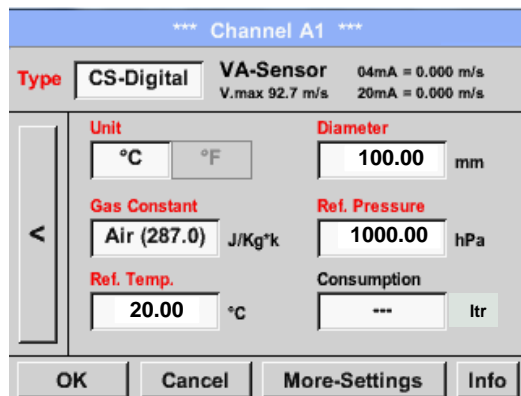 *** Channel A1 ***
Type CS-Digital VA-Sensor 04mA = 0.000 m/s
V.max 92.7 m/s 20mA = 0.000 m/s
Unit Diameter
°C °F 100.00 mm
Gas Constant Ref. Pressure
< Air (287.0) J/Kg*k 1000.00 hPa
Ref. Temp. Consumption
20.00 °C --- ltr
OK Cancel More-Settings Info